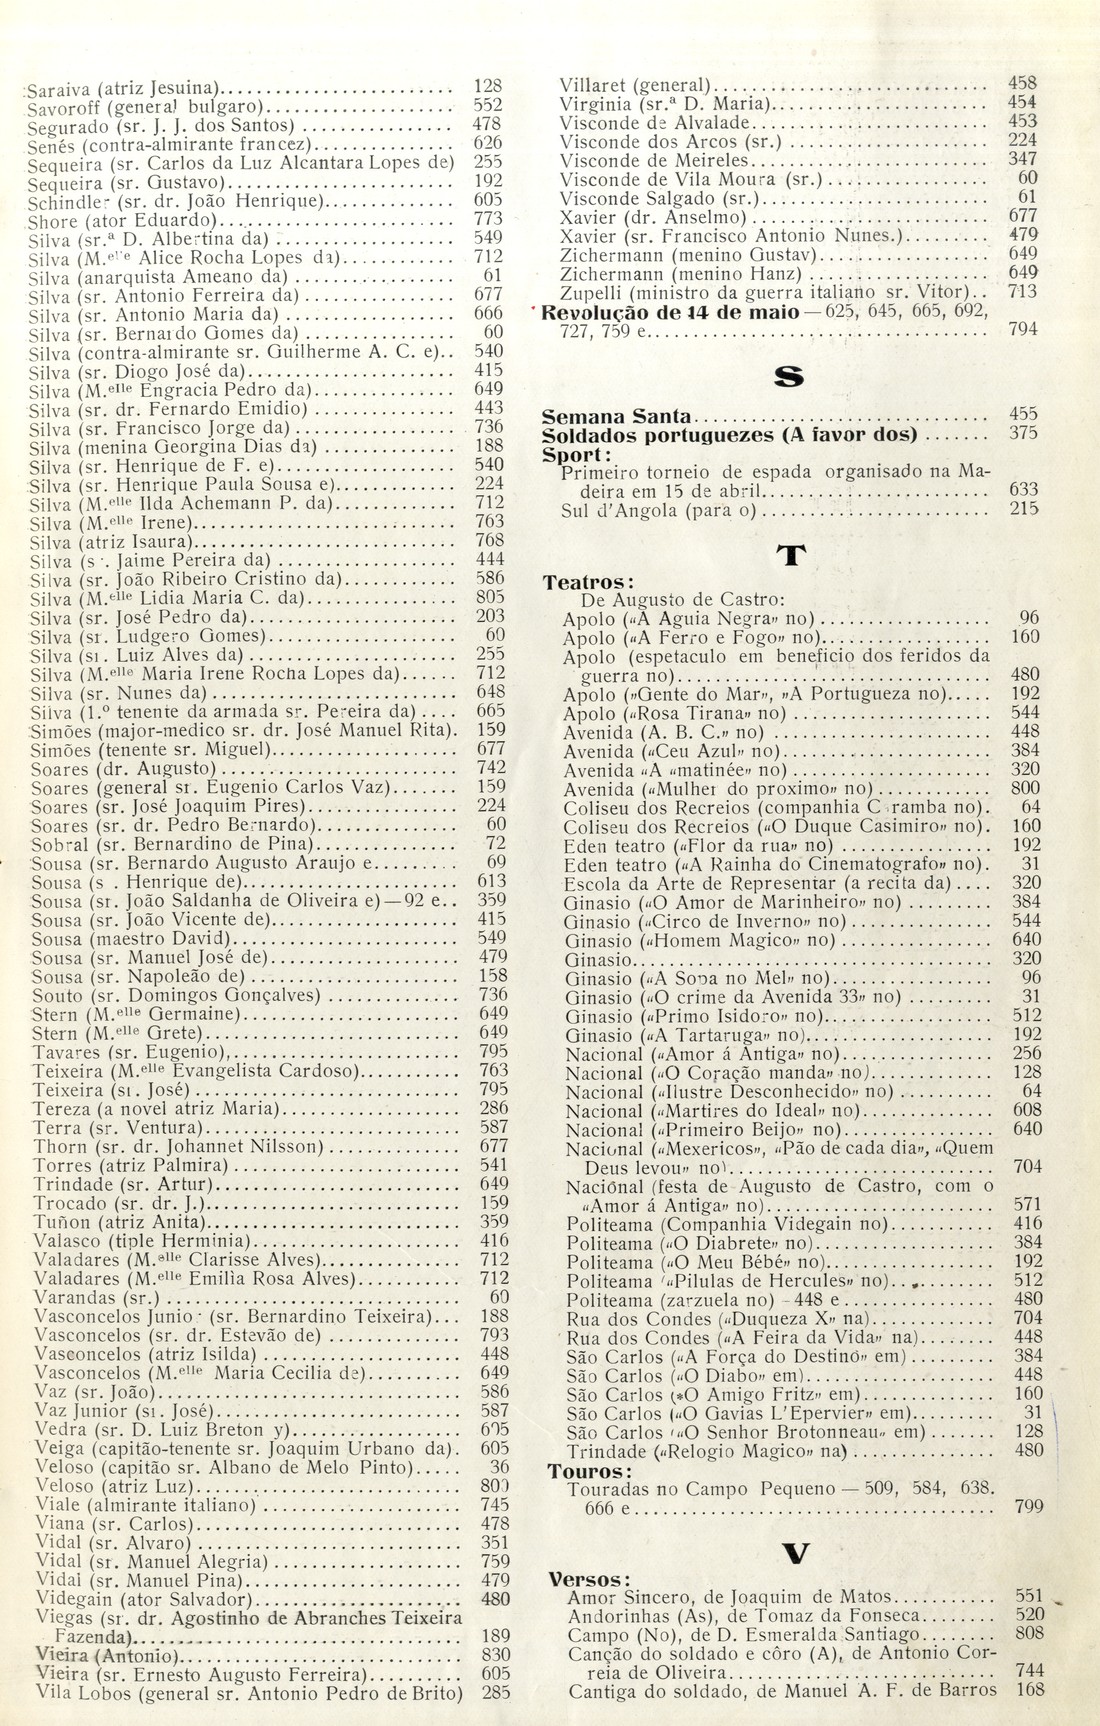 Saraiva (atriz Jesuina)........................ 128
Savoroff (general bulgaro).................... 552
Segurado (sr. J. J. dos Santos) ................ 478
Senés (contra-almirante francez)............... 626
Sequeira (sr. Carlos da Luz Alcantara Lopes de) 255
Sequeira (sr. Gustavo)........................ 192
Schindler (sr. dr. João Henrique).............. 605
Shore (ator Eduardo)......................... 773
Silva (sr.ª D. Albertina da) ................... 549
Silva (M.elle Alice Rocha Lopes da)............ 712
Silva (anarquista Ameano da) ................. 61
Silva (sr. Antonio Ferreira da) ................ 677
Silva (sr. Antonio Maria da) .................. 666
Silva (sr. Bernardo Gomes da) ................ 60
Silva (contra-almirante sr. Guilherme A. C. e).. 540
Silva (sr. Diogo José da)...................... 415
Silva (M.elle Engracia Pedro da)............... 649
Silva (sr. dr. Fernardo Emidio) ............... 443
Silva (sr. Francisco Jorge da) ................. 736
Silva (menina Georgina Dias da) .............. 188
Silva (sr. Henrique de F. e)................... 540
Silva (sr. Henrique Paula Sousa e)............. 224
Silva (M.elle Ilda Achemann P. da)............. 712
Silva (M.elle Irene)........................... 763
Silva (atriz Isaura)........................... 768
Silva (s . Jaime Pereira da) ................... 444
Silva (sr. João Ribeiro Cristino da)............ 586
Silva (M.elle Lidia Maria C. da)................ 805
Silva (sr. José Pedro da)...................... 203
Silva (sr. Ludgero Gomes).................... 60
Silva (sr. Luiz Alves da) ...................... 255
Silva (M.elle Maria Irene Rocha Lopes da)...... 712
Silva (sr. Nunes da) .......................... 648
Silva (1.º tenente da armada sr. Pereira da) .... 665
Simões (major-medico sr. dr. José Manuel Rita). 159
Simões (tenente sr. Miguel)................... 677
Soares (dr. Augusto) ......................... 742
Soares (general sr. Eugenio Carlos Vaz)....... 159
Soares (sr. José Joaquim Pires)................ 224
Soares (sr. dr. Pedro Bernardo)............... 60
Sobral (sr. Bernardino de Pina)............... 72
Sousa (sr. Bernardo Augusto Araujo e......... 69
Sousa (s . Henrique de)....................... 613
Sousa (sr. João Saldanha de Oliveira e)—92 e.. 359
Sousa (sr. João Vicente de).................... 415
Sousa (maestro David)........................ 549
Sousa (sr. Manuel José de).................... 479
Sousa (sr. Napoleão de) ...................... 158
Souto (sr. Domingos Gonçalves) .............. 736
Stern (M.elle Germaine)....................... 649
Stern (M.elle Grete)........................... 649
Tavares (sr. Eugenio),........................ 795
Teixeira (M.elle Evangelista Cardoso).......... 763
Teixeira (sr. José) ............................ 795
Tereza (a novel atriz Maria)................... 286
Terra (sr. Ventura)........................... 587
Thorn (sr. dr. Johannet Nilsson) .............. 677
Torres (atriz Palmira) ........................ 541
Trindade (sr. Artur).......................... 649
Trocado (sr. dr. J.)........................... 159
Tuñon (atriz Anita)........................... 359
Valasco (tiple Herminia)...................... 416
Valadares (M.elle Clarisse Alves)............... 712
Valadares (M.elle Emilia Rosa Alves)........... 712
Varandas (sr.) ............................... 60
Vasconcelos Junior (sr. Bernardino Teixeira)... 188
Vasconcelos (sr. dr. Estevão de) .............. 793
Vasconcelos (atriz Isilda) ..................... 448
Vasconcelos (M.elle Maria Cecilia de).......... 649
Vaz (sr. João)................................ 586
Vaz Junior (sr. José).......................... 587
Vedra (sr. D. Luiz Breton y).................. 605
Veiga (capitão-tenente sr. Joaquim Urbano da). 605
Veloso (capitão sr. Albano de Melo Pinto)..... 36
Veloso (atriz Luz)............................ 800
Viale (almirante italiano) ..................... 745
Viana (sr. Carlos)............................ 478
Vidal (sr. Alvaro) ............................ 351
Vidal (sr. Manuel Alegria) .................... 759
Vidal (sr. Manuel Pina)....................... 479
Videgain (ator Salvador)...................... 480
Viegas (sr. dr. Agostinho de Abranches Teixeira
Fazenda).................................. 189
Vieira (Antonio).............................. 830
Vieira (sr. Ernesto Augusto Ferreira).......... 605
Vila Lobos (general sr. Antonio Pedro de Brito) 285
Villaret (general)............................. 458
Virginia (sr.ª D. Maria)....................... 454
Visconde de Alvalade......................... 453
Visconde dos Arcos (sr.) ..................... 224
Visconde de Meireles......................... 347
Visconde de Vila Moura (sr.) ................. 60
Visconde Salgado (sr.)........................ 61
Xavier (dr. Anselmo) ......................... 677
Xavier (sr. Francisco Antonio Nunes.)......... 479
Zichermann (menino Gustav).................. 649
Zichermann (menino Hanz) ................... 649
Zupelli (ministro da guerra italiano sr. Vitor).. 713
Revolução de 14 de maio—625, 645, 665, 692,
727, 759 e................................... 794
S
Semana Santa............................... 455
Soldados portuguezes (A favor dos) ....... 375
Sport:
Primeiro torneio de espada organisado na Ma-
deira em 15 de abril......................... 633
Sul d'Angola (para o) ........................ 215
T
Teatros:
De Augusto de Castro:
Apolo («A Aguia Negra» no) .................. 96
Apolo («A Ferro e Fogo» no).................. 160
Apolo (espetaculo em beneficio dos feridos da
guerra no)................................. 480
Apolo (»Gente do Mar», »A Portugueza no)..... 192
Apolo («Rosa Tirana» no) .................... 544
Avenida (A. B. C.» no) ....................... 448
Avenida («Ceu Azul» no)...................... 384
Avenida «A «matinée» no) .................... 320
Avenida («Mulher do proximo» no) ............ 800
Coliseu dos Recreios (companhia C ramba no). 64
Coliseu dos Recreios («O Duque Casimiro» no). 160
Eden teatro («Flor da rua» no) ................ 192
Eden teatro («A Rainha do Cinematografo» no). 31
Escola da Arte de Representar (a recita da) .... 320
Ginasio («O Amor de Marinheiro» no) ......... 384
Ginasio («Circo de Inverno» no) ............... 544
Ginasio («Homem Magico» no) ................ 640
Ginasio...................................... 320
Ginasio («A Sopa no Mel» no)................. 96
Ginasio («O crime da Avenida 33» no) ......... 31
Ginasio («Primo Isidoro» no).................. 512
Ginasio («A Tartaruga» no).................... 192
Nacional («Amor á Antiga» no)................ 256
Nacional («O Coração manda» no)............. 128
Nacional («Ilustre Desconhecido» no) .......... 64
Nacional («Martires do Ideal» no).............. 608
Nacional («Primeiro Beijo» no)................ 640
Nacional («Mexericos», «Pão de cada dia», «Quem
Deus levou» no)............................ 704
Nacional (festa de Augusto de Castro, com o
«Amor á Antiga» no)........................ 571
Politeama (Companhia Videgain no)........... 416
Politeama («O Diabrete» no)................... 384
Politeama («O Meu Bébé» no).................. 192
Politeama («Pilulas de Hercules» no)........... 512
Politeama (zarzuela no) —448 e ............... 480
Rua dos Condes («Duqueza X» na)............. 704
Rua dos Condes («A Feira da Vida» na)........ 448
São Carlos («A Força do Destino» em) ......... 384
São Carlos («O Diabo» em)..................... 448
São Carlos («O Amigo Fritz» em).............. 160
São Carlos («O Gavias L'Epervier» em)......... 31
São Carlos («O Senhor Brotonneau» em) ....... 128
Trindade («Relogio Magico» na) ............... 480
Touros:
Touradas no Campo Pequeno — 509, 584, 638.
666 e...................................... 799
V
Versos:
Amor Sincero, de Joaquim de Matos........... 551
Andorinhas (As), de Tomaz da Fonseca........ 520
Campo (No), de D. Esmeralda Santiago........ 808
Canção do soldado e côro (A), de Antonio Cor-
reia de Oliveira............................. 744
Cantiga do soldado, de Manuel A. F. de Barros 168